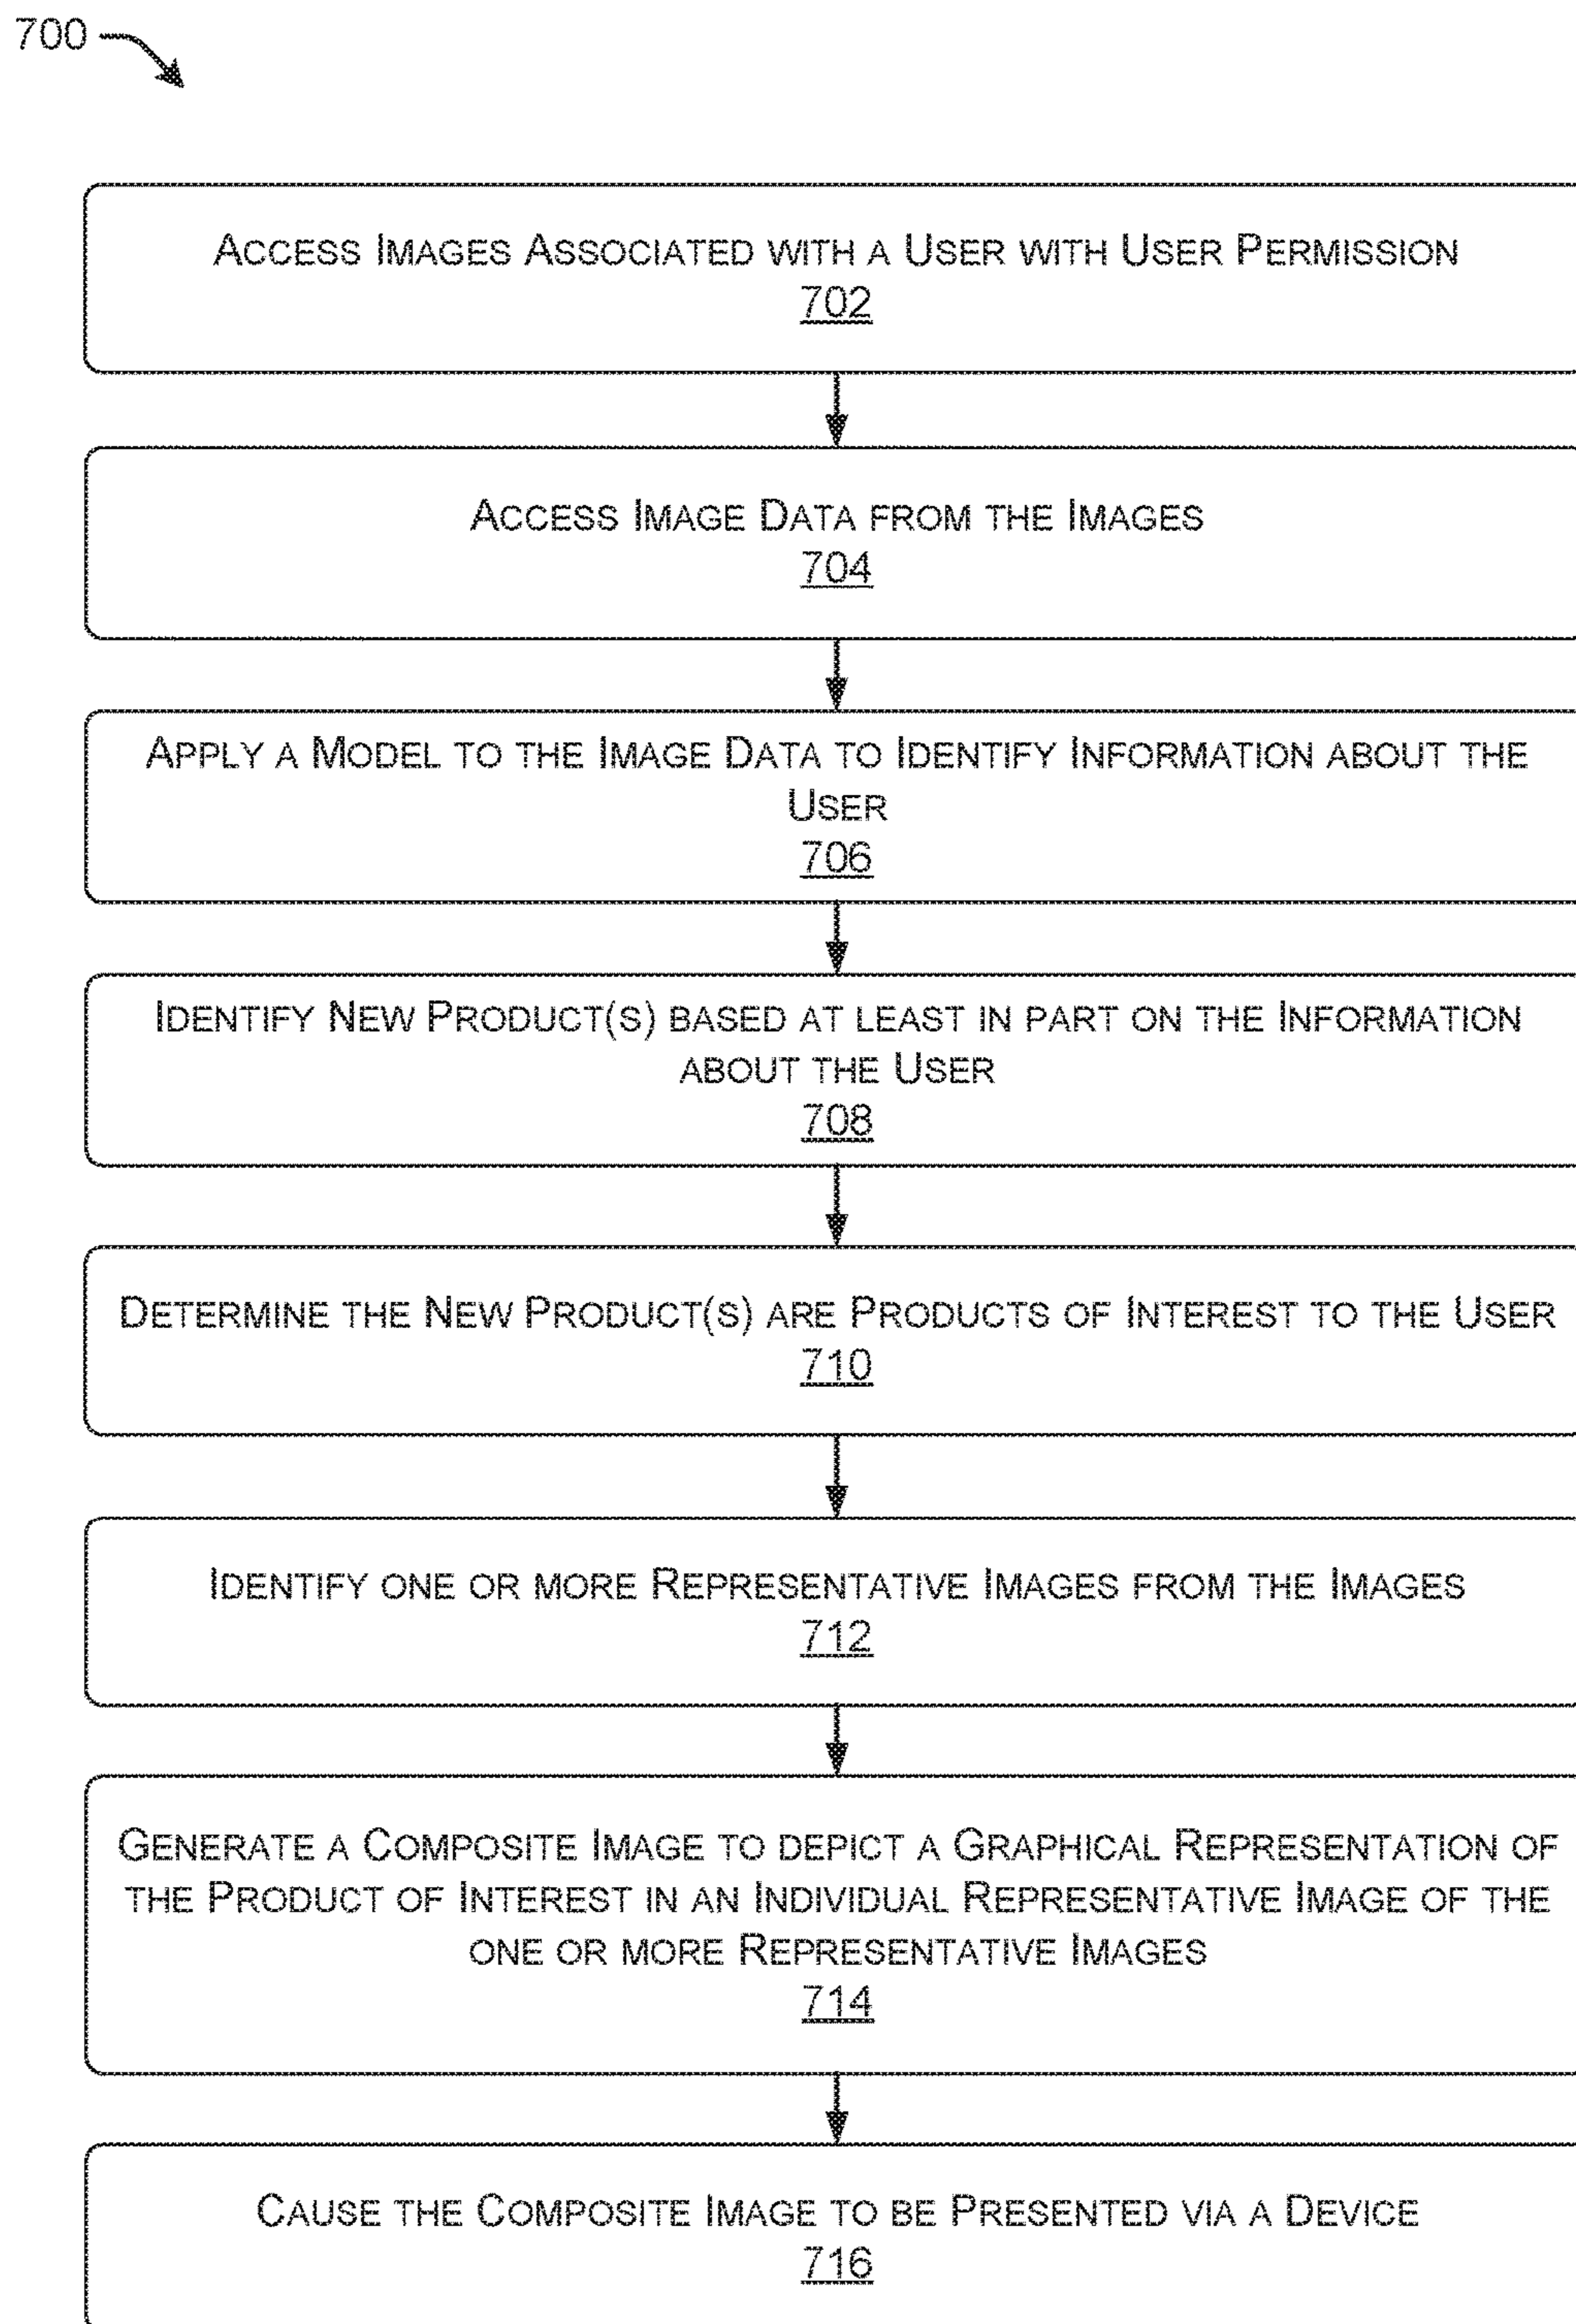 700
ACCESS IMAGES ASSOCIATED WITH A USER WITH USER PERMISSION
702
ACCESS IMAGE DATA FROM THE IMAGES
704
APPLY A MODEL TO THE IMAGE DATA TO IDENTIFY INFORMATION ABOUT THE
USER
706
IDENTIFY NEW PRODUCT(S) BASED AT LEAST IN PART ON THE INFORMATION
ABOUT THE USER
708
DETERMINE THE NEW PRODUCT(S) ARE PRODUCTS OF INTEREST TO THE USER
710
IDENTIFY ONE OR MORE REPRESENTATIVE IMAGES FROM THE IMAGES
712
GENERATE A COMPOSITE IMAGE TO DEPICT A GRAPHICAL REPRESENTATION OF
THE PRODUCT OF INTEREST IN AN INDIVIDUAL REPRESENTATIVE IMAGE OF THE
ONE OR MORE REPRESENTATIVE IMAGES
714
CAUSE THE COMPOSITE IMAGE TO BE PRESENTED VIA A DEVICE
716